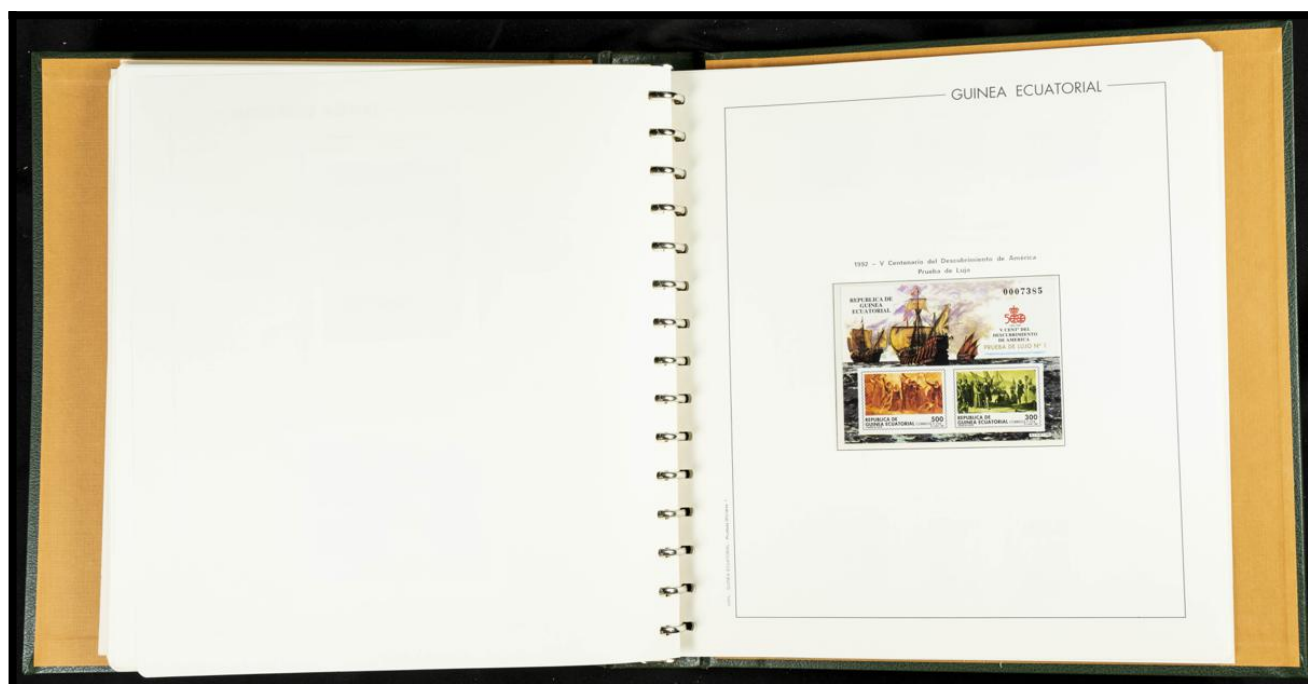 GUINEA ECUATORIAL
1992 - V Centenario del Descubrimiento de América
Prueba de Lujo
REPUBLICA DE
GUINEA
ECUATORIAL
0007385
500
V CENTº DEL
DESCUBRIMIENTO
DE AMERICA
PRUEBA DE LUJO Nº 1
REPUBLICA DE
GUINEA ECUATORIAL
500
REPUBLICA DE
GUINEA ECUATORIAL
300